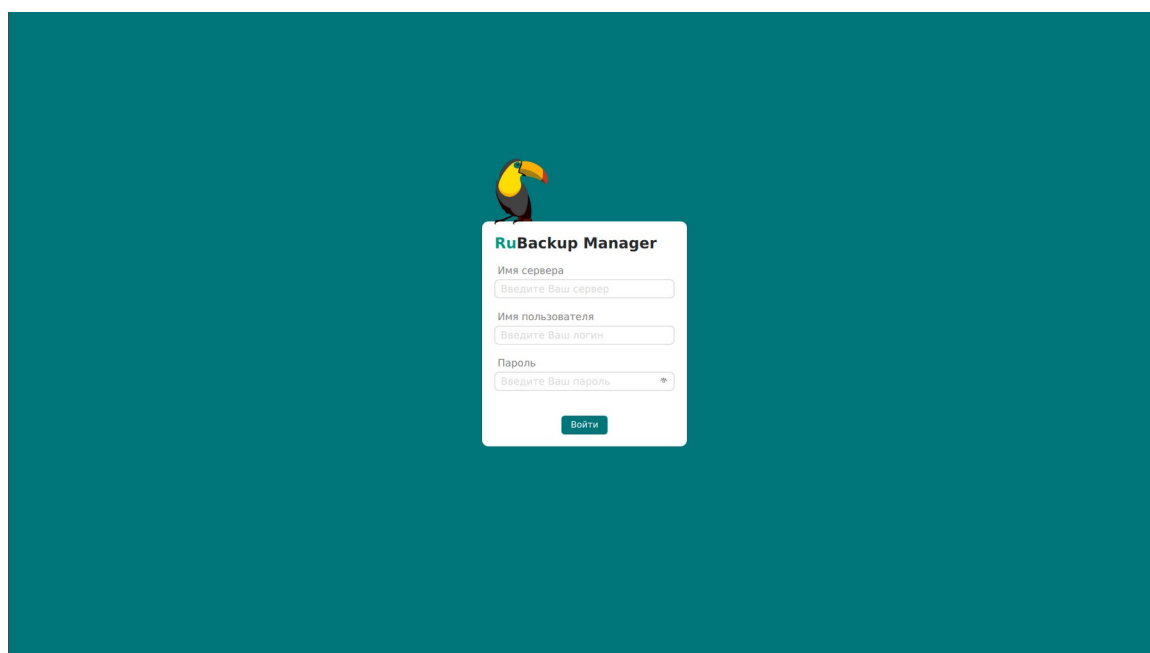 RuBackup Manager
Имя сервера
Введите Ваш сервер
Имя пользователя
Введите Ваш логин
Пароль
Введите Ваш пароль
Войти